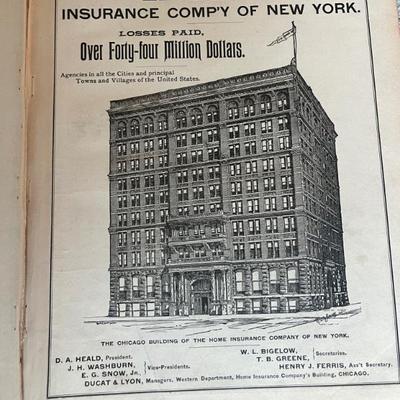 INSURANCE COMP'Y OF NEW YORK.
LOSSES PAID,
Over Forty-four Million Dollars.
Agencies in all the Cities and principal
Towns and Villages of the United States.
THE CHICAGO BUILDING OF THE HOME INSURANCE COMPANY OF NEW YORK.
D. A. HEALD, President.
J. H. WASHBURN,
E. G. SNOW, Jr.,
Vice-Presidents.
W. L. BIGELOW,
T. B. GREENE,
Secretaries.
HENRY J. FERRIS, Ass't Secretary.
DUCAT & LYON, Managers, Western Department, Home Insurance Company's Building, CHICAGO.